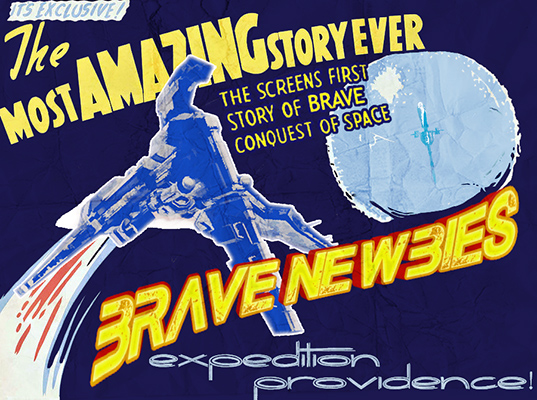 ITS EXCLUSIVE!
The
MOST AMAZING STORY EVER
THE SCREENS FIRST
STORY OF BRAVE
CONQUEST OF SPACE
BRAVE NEWBIES
expedition
providence!